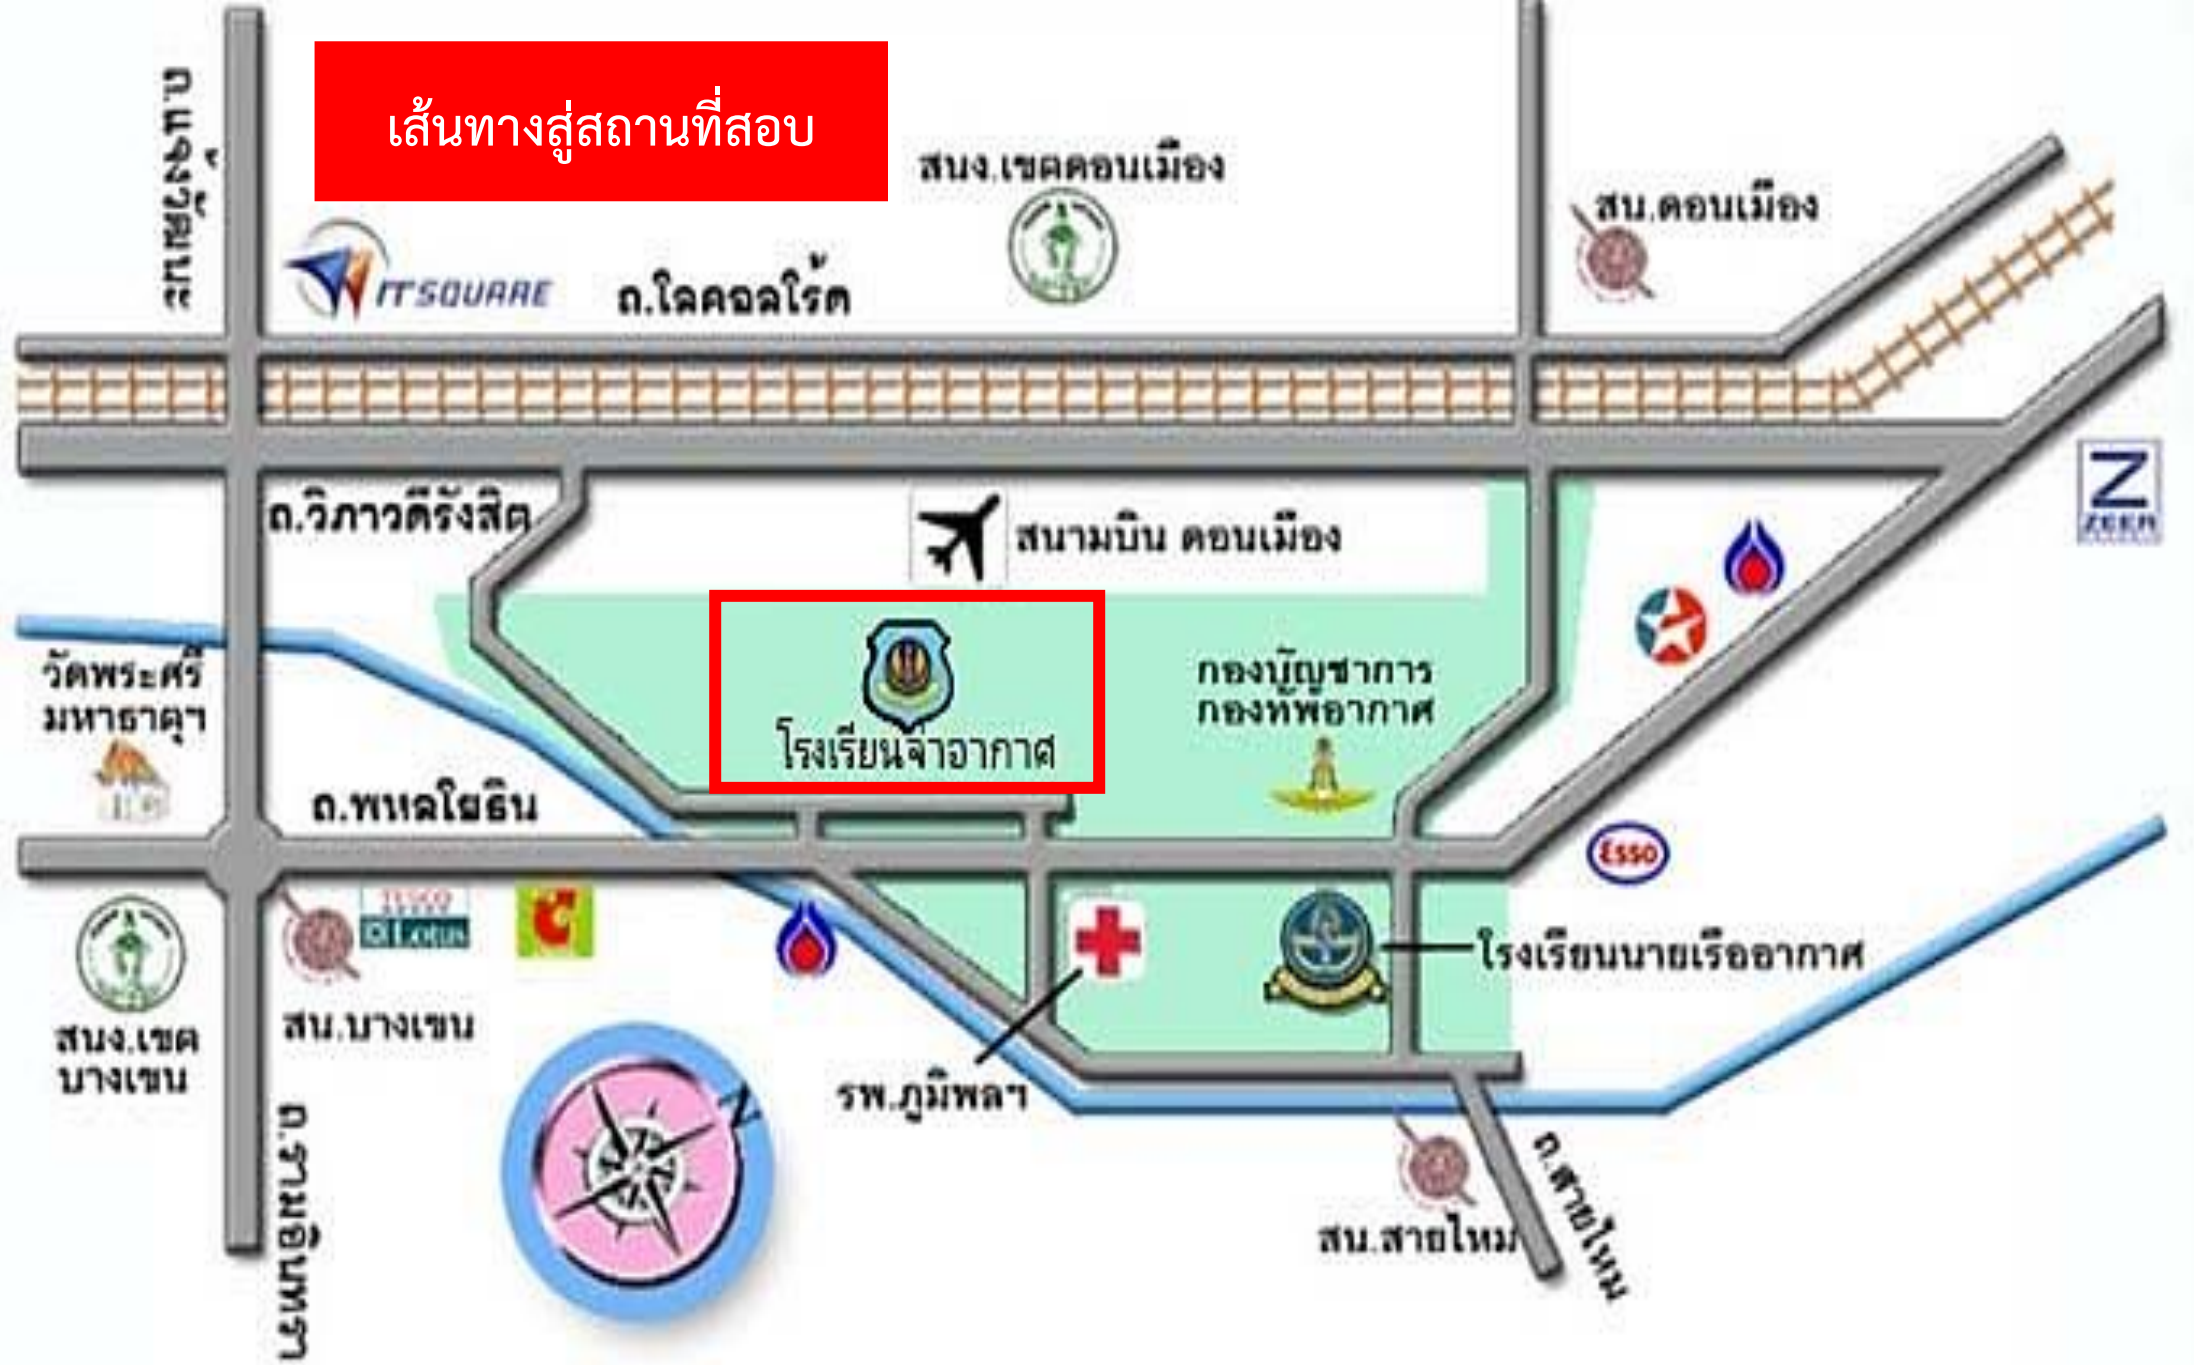 เส้นทางสู่สถานที่สอบ
ถ.แจ้งวัฒนะ
สนง.เขตดอนเมือง
สน.ดอนเมือง
IT SQUARE
ถ.โลคอลโร้ด
ถ.วิภาวดีรังสิต
สนามบิน ดอนเมือง
Z
ZEER
วัดพระศรี
มหาธาตุฯ
โรงเรียนจ่าอากาศ
กองบัญชาการ
กองทัพอากาศ
ถ.พหลโยธิน
Esso
TESCO
Lotus
C
โรงเรียนนายเรืออากาศ
สนง.เขต
บางเขน
สน.บางเขน
รพ.ภูมิพลฯ
N
ถ.รามอินทรา
สน.สายไหม
ถ.สายไหม